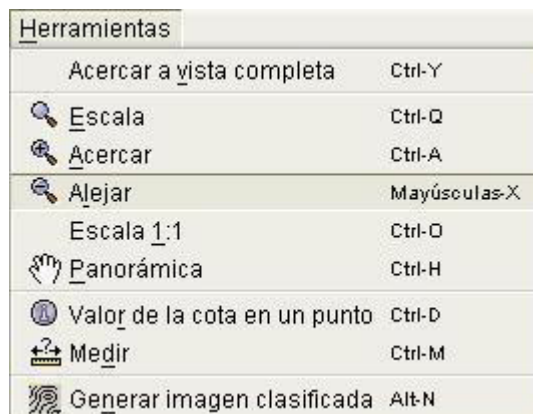 Herramientas
Acercar a vista completa Ctrl-Y
Escala Ctrl-Q
Acercar Ctrl-A
Alejar Mayúsculas-X
Escala 1:1 Ctrl-O
Panorámica Ctrl-H
Valor de la cota en un punto Ctrl-D
Medir Ctrl-M
Generar imagen clasificada Alt-N